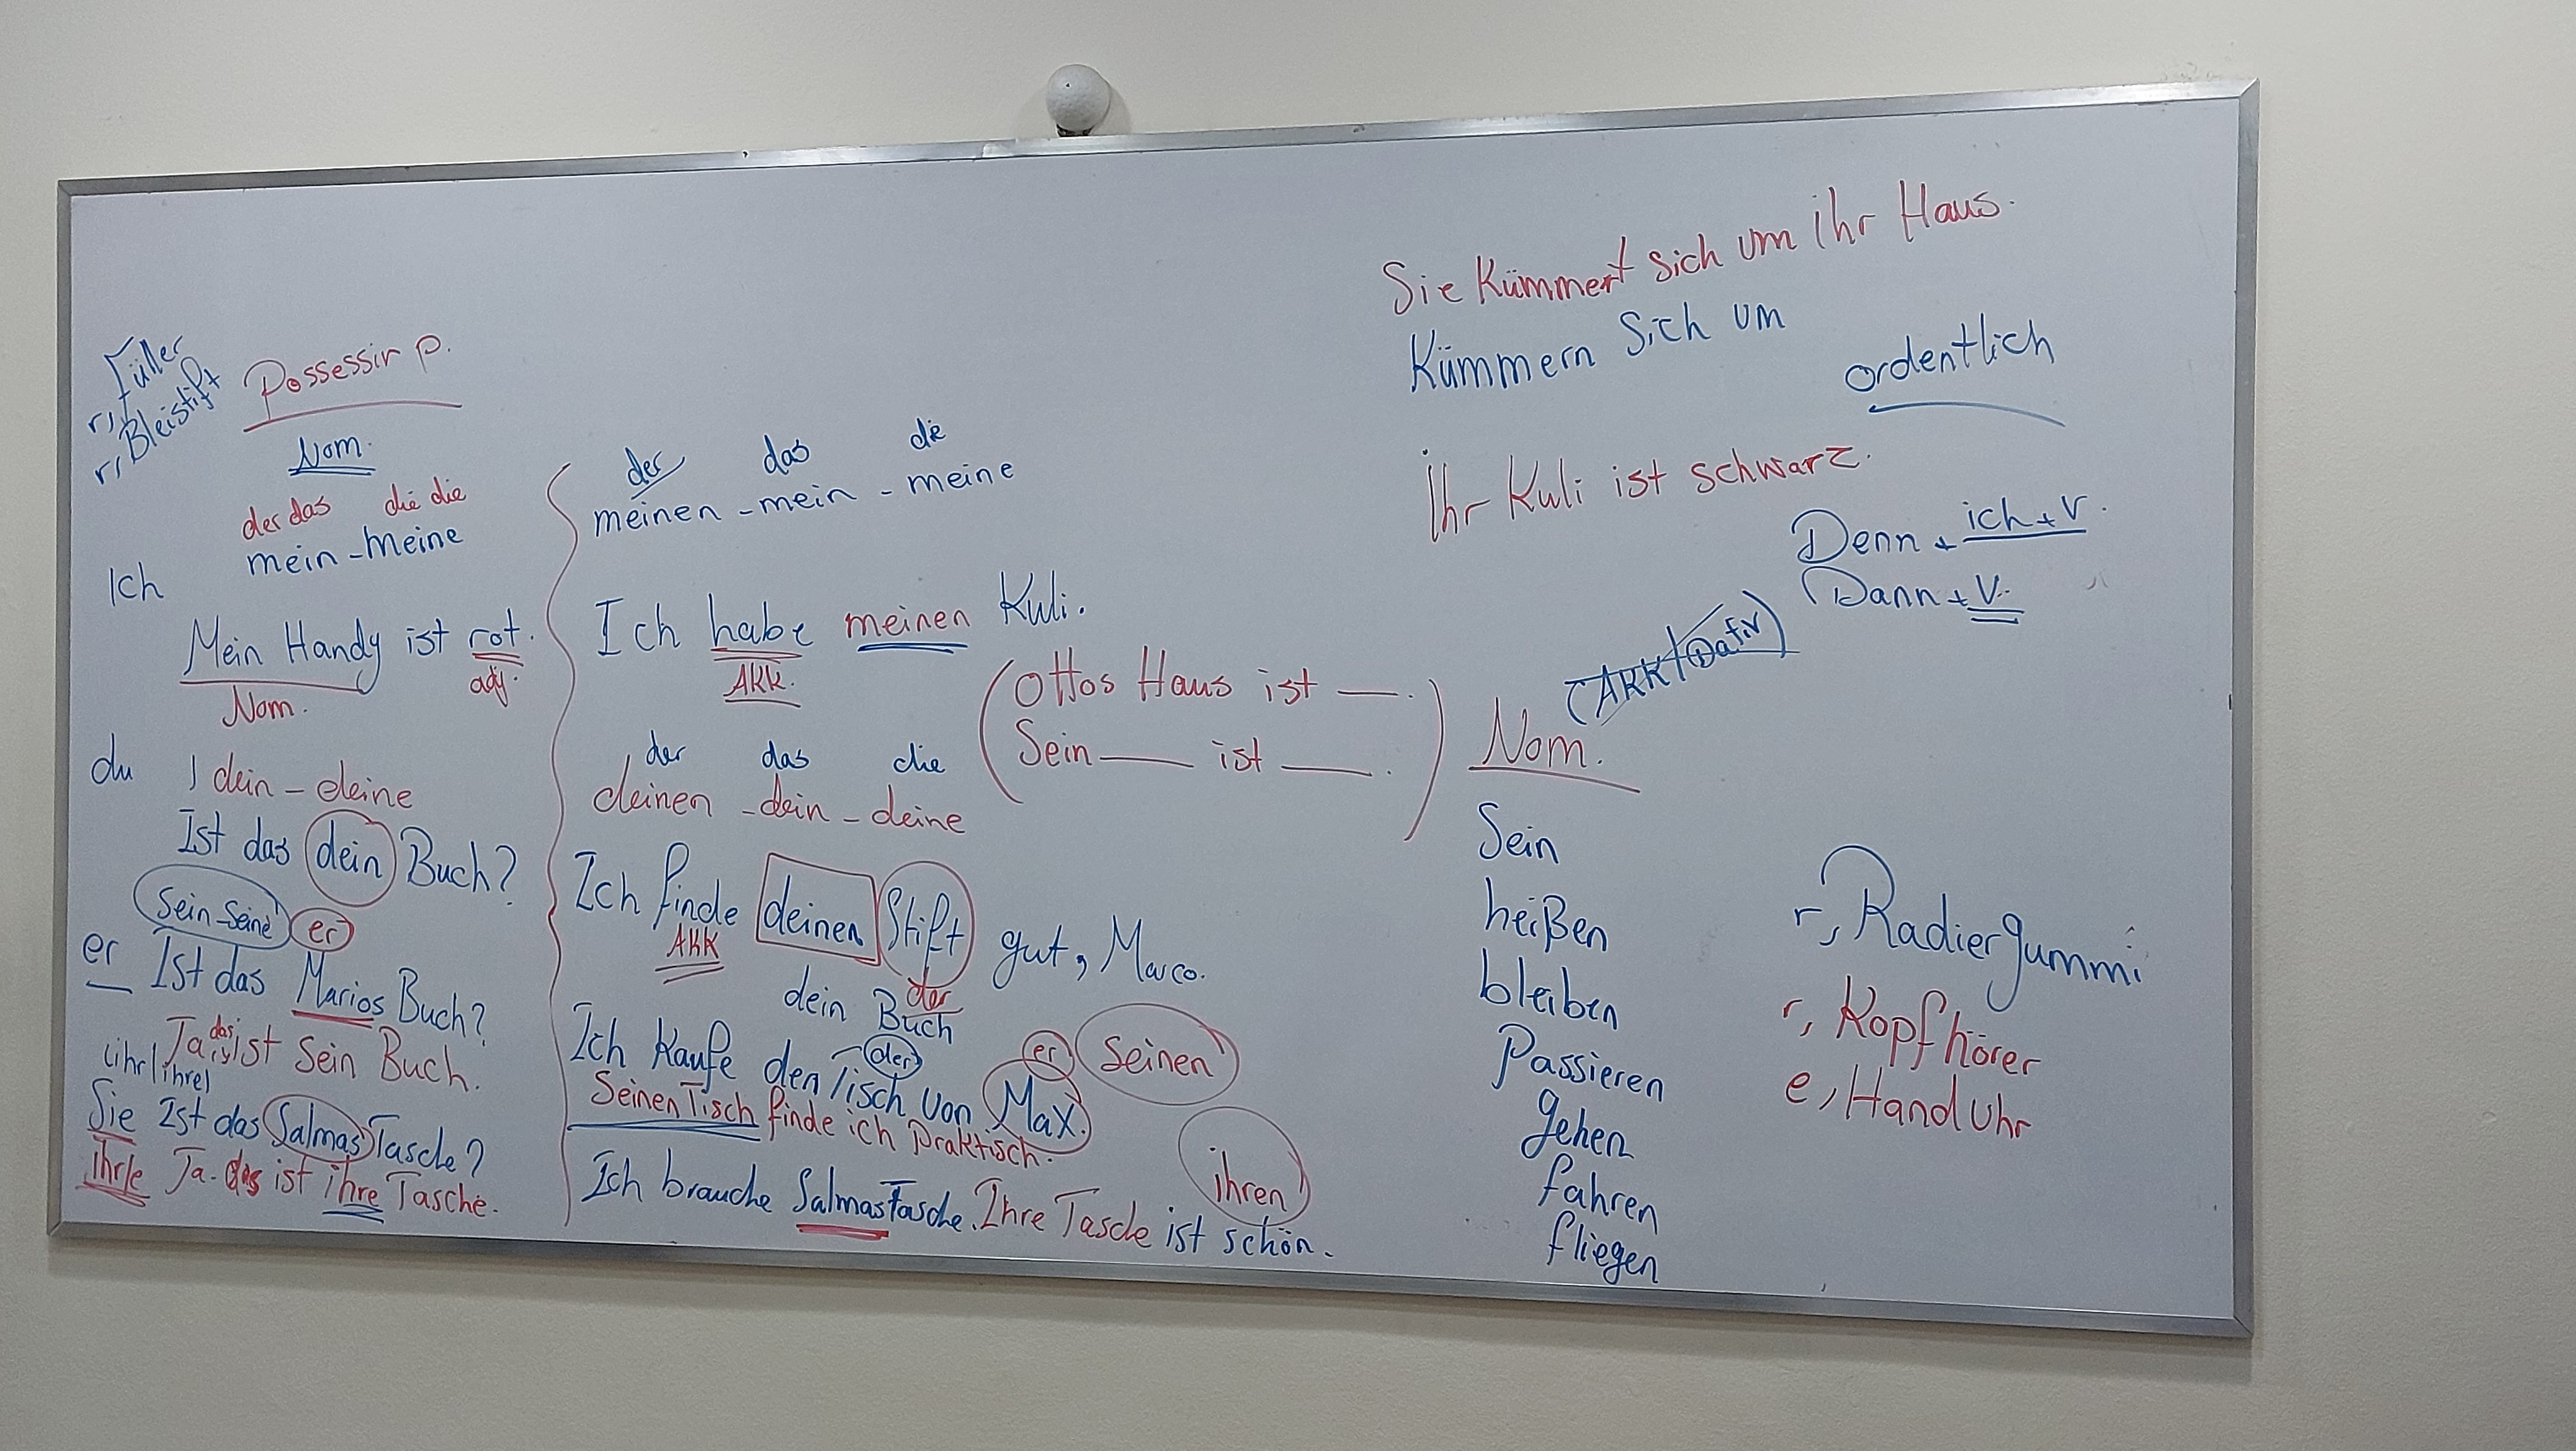 r, Füller
r, Bleistift
Possessiv p.
Nom.
der das die die
mein - meine
Ich
Mein Handy ist rot.
Nom. adj.
du dein - deine
Ist das dein Buch?
sein - seine er
er Ist das Marios Buch?
Ja das ist sein Buch.
(ihr/ihre)
Sie Ist das Salmas Tasche?
ihr/e Ja. das ist ihre Tasche.
der das die
meinen - mein - meine
Ich habe meinen Kuli.
AKK.
(Ottos Haus ist __.
Sein __ ist __.)
der das die
deinen - dein - deine
Ich finde deinen Stift gut, Marco.
AKK der
dein Buch
Ich kaufe den Tisch von Max. er seinen
der
Seinen Tisch finde ich praktisch.
ihren
Ich brauche Salmas Tasche. Ihre Tasche ist schön.
Sie kümmert sich um ihr Haus.
Kümmern sich um
ordentlich
Ihr Kuli ist schwarz.
Denn + ich + V.
Dann + V.
(AKK/Dativ)
Nom.
Sein
heißen
bleiben
Passieren
gehen
fahren
fliegen
r, Radiergummi
r, Kopfhörer
e, Hand Uhr